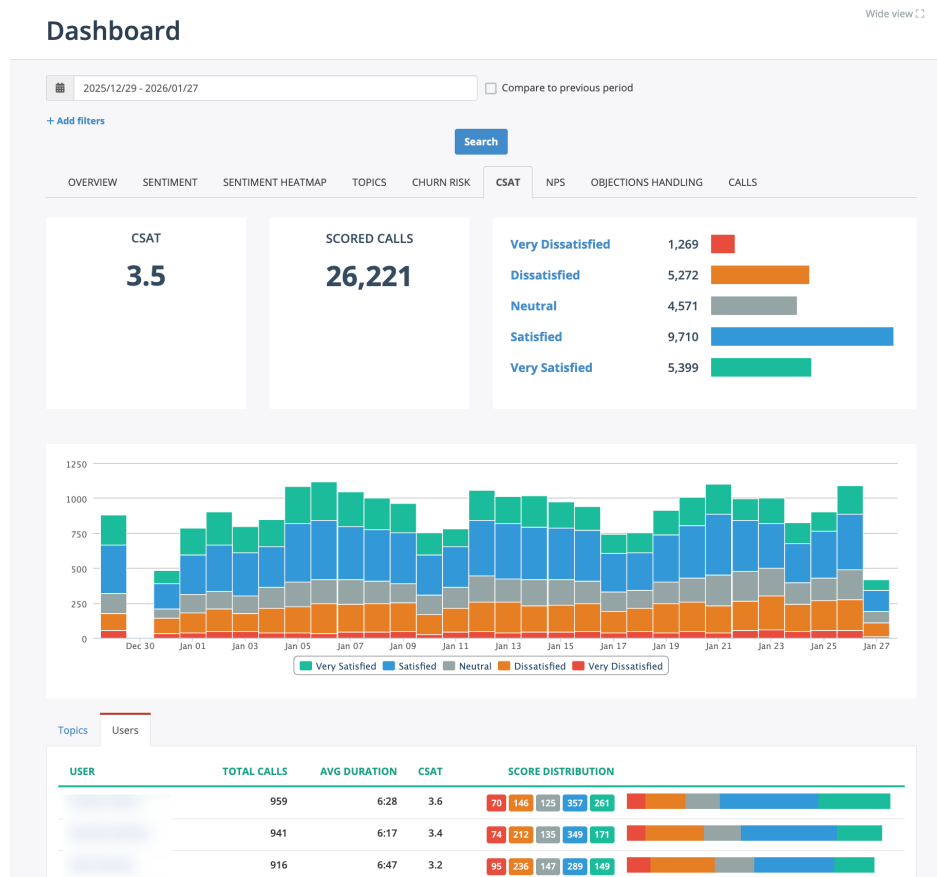 Wide view
Dashboard
2025/12/29 - 2026/01/27
Compare to previous period
+ Add filters
Search
OVERVIEW SENTIMENT SENTIMENT HEATMAP TOPICS CHURN RISK CSAT NPS OBJECTIONS HANDLING CALLS
CSAT
3.5
SCORED CALLS
26,221
Very Dissatisfied 1,269
Dissatisfied 5,272
Neutral 4,571
Satisfied 9,710
Very Satisfied 5,399
1250
1000
750
500
250
0
Dec 30 Jan 01 Jan 03 Jan 05 Jan 07 Jan 09 Jan 11 Jan 13 Jan 15 Jan 17 Jan 19 Jan 21 Jan 23 Jan 25 Jan 27
Very Satisfied Satisfied Neutral Dissatisfied Very Dissatisfied
Topics Users
USER TOTAL CALLS AVG DURATION CSAT SCORE DISTRIBUTION
959 6:28 3.6 70 146 125 357 261
941 6:17 3.4 74 212 135 349 171
916 6:47 3.2 95 236 147 289 149